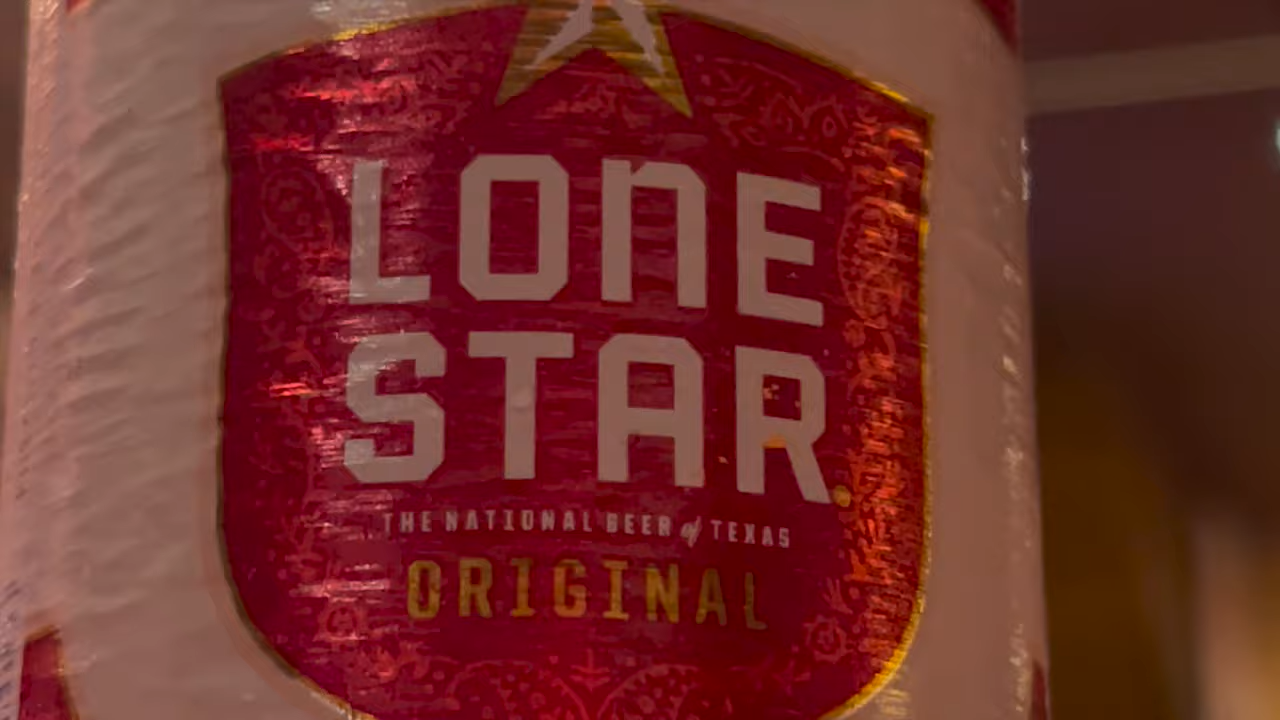 LONE
STAR
THE NATIONAL BEER of TEXAS
ORIGINAL